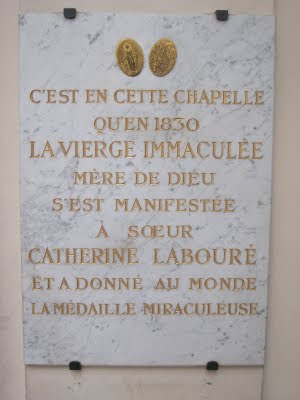 C'EST EN CETTE CHAPELLE
QU'EN 1830
LA VIERGE IMMACULÉE
MÈRE DE DIEU
S'EST MANIFESTÉE
À SŒUR
CATHERINE LABOURÉ
ET A DONNÉ AU MONDE
LA MÉDAILLE MIRACULEUSE